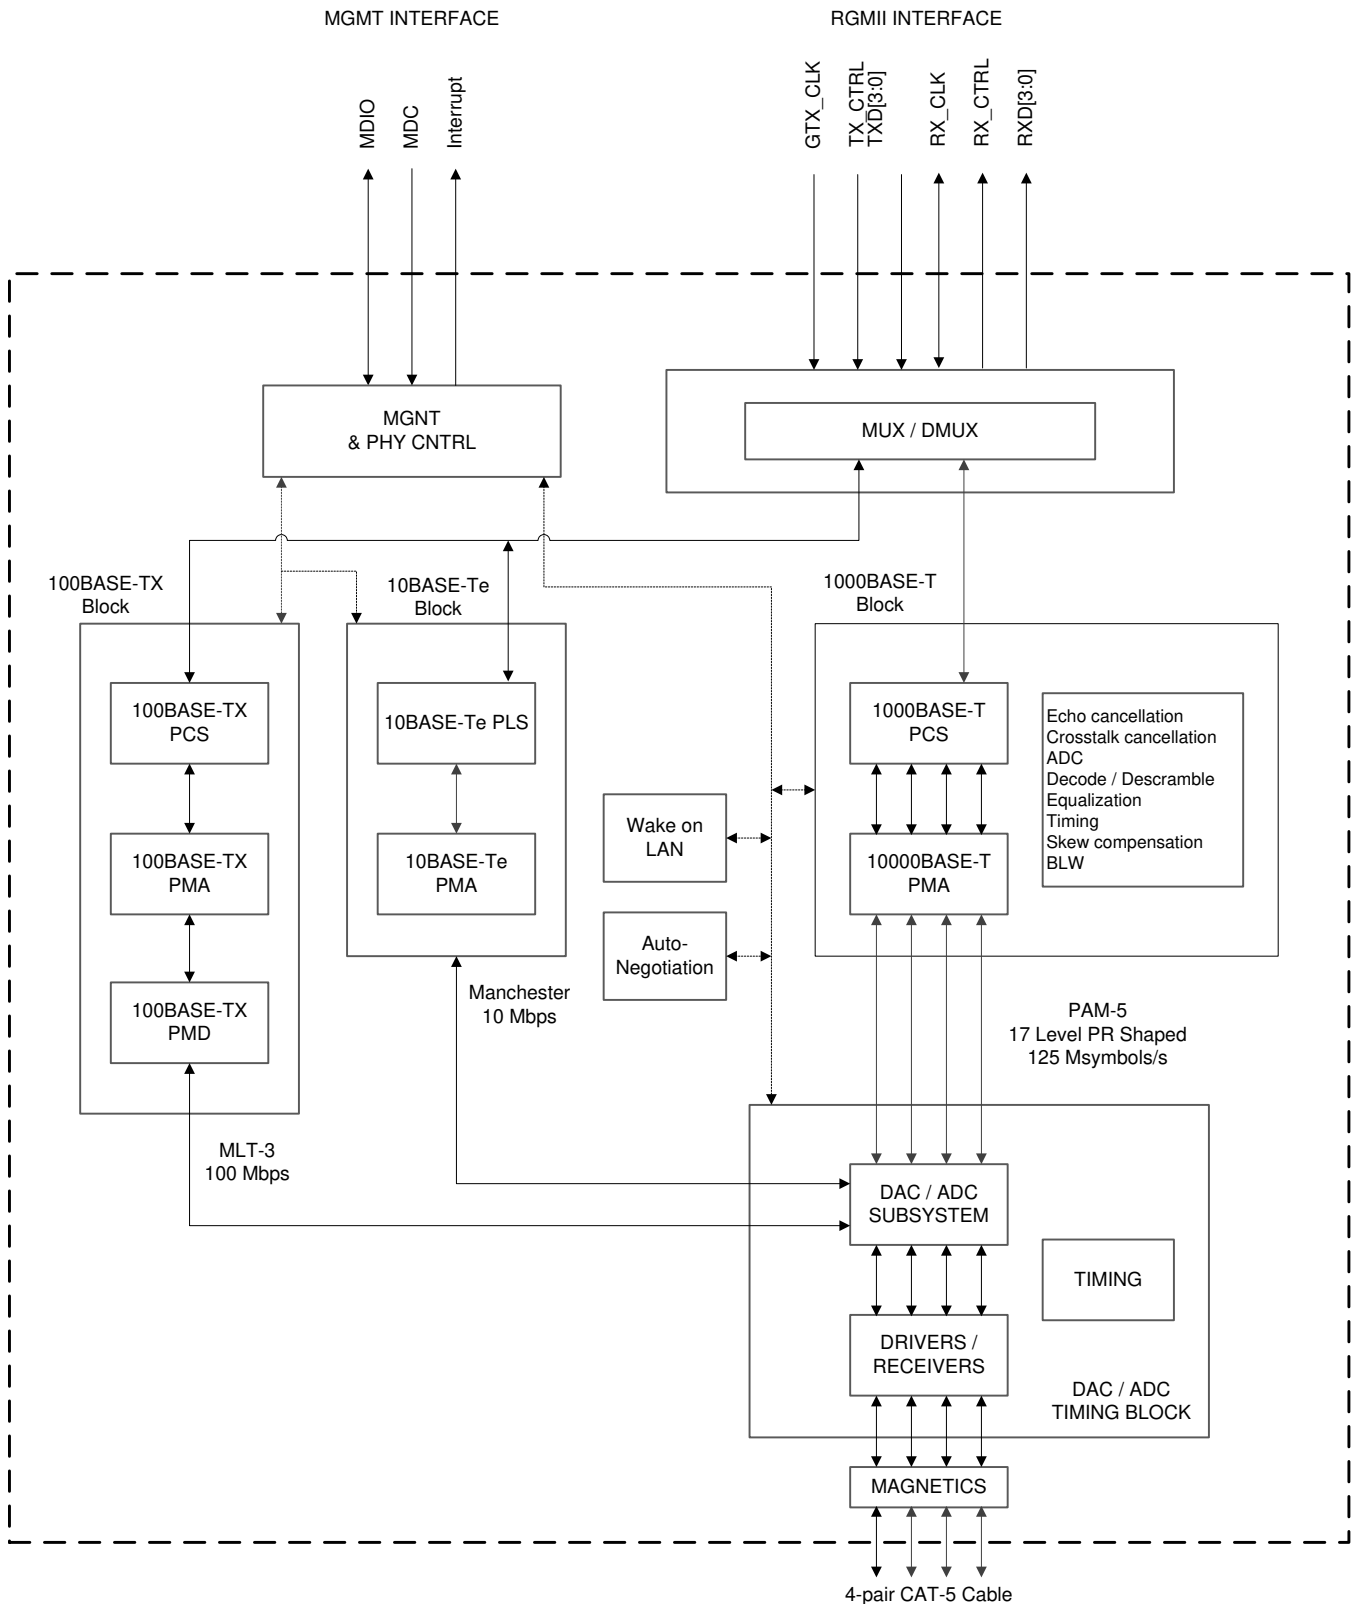 MGMT INTERFACE
RGMII INTERFACE
MDIO
MDC
Interrupt
GTX_CLK
TX_CTRL
TXD[3:0]
RX_CLK
RX_CTRL
RXD[3:0]
MGNT
& PHY CNTRL
MUX / DMUX
100BASE-TX
Block
10BASE-Te
Block
1000BASE-T
Block
100BASE-TX
PCS
10BASE-Te PLS
1000BASE-T
PCS
Echo cancellation
Crosstalk cancellation
ADC
Decode / Descramble
Equalization
Timing
Skew compensation
BLW
Wake on
LAN
100BASE-TX
PMA
10BASE-Te
PMA
10000BASE-T
PMA
Auto-
Negotiation
100BASE-TX
PMD
Manchester
10 Mbps
PAM-5
17 Level PR Shaped
125 Msymbols/s
MLT-3
100 Mbps
DAC / ADC
SUBSYSTEM
TIMING
DRIVERS /
RECEIVERS
DAC / ADC
TIMING BLOCK
MAGNETICS
4-pair CAT-5 Cable